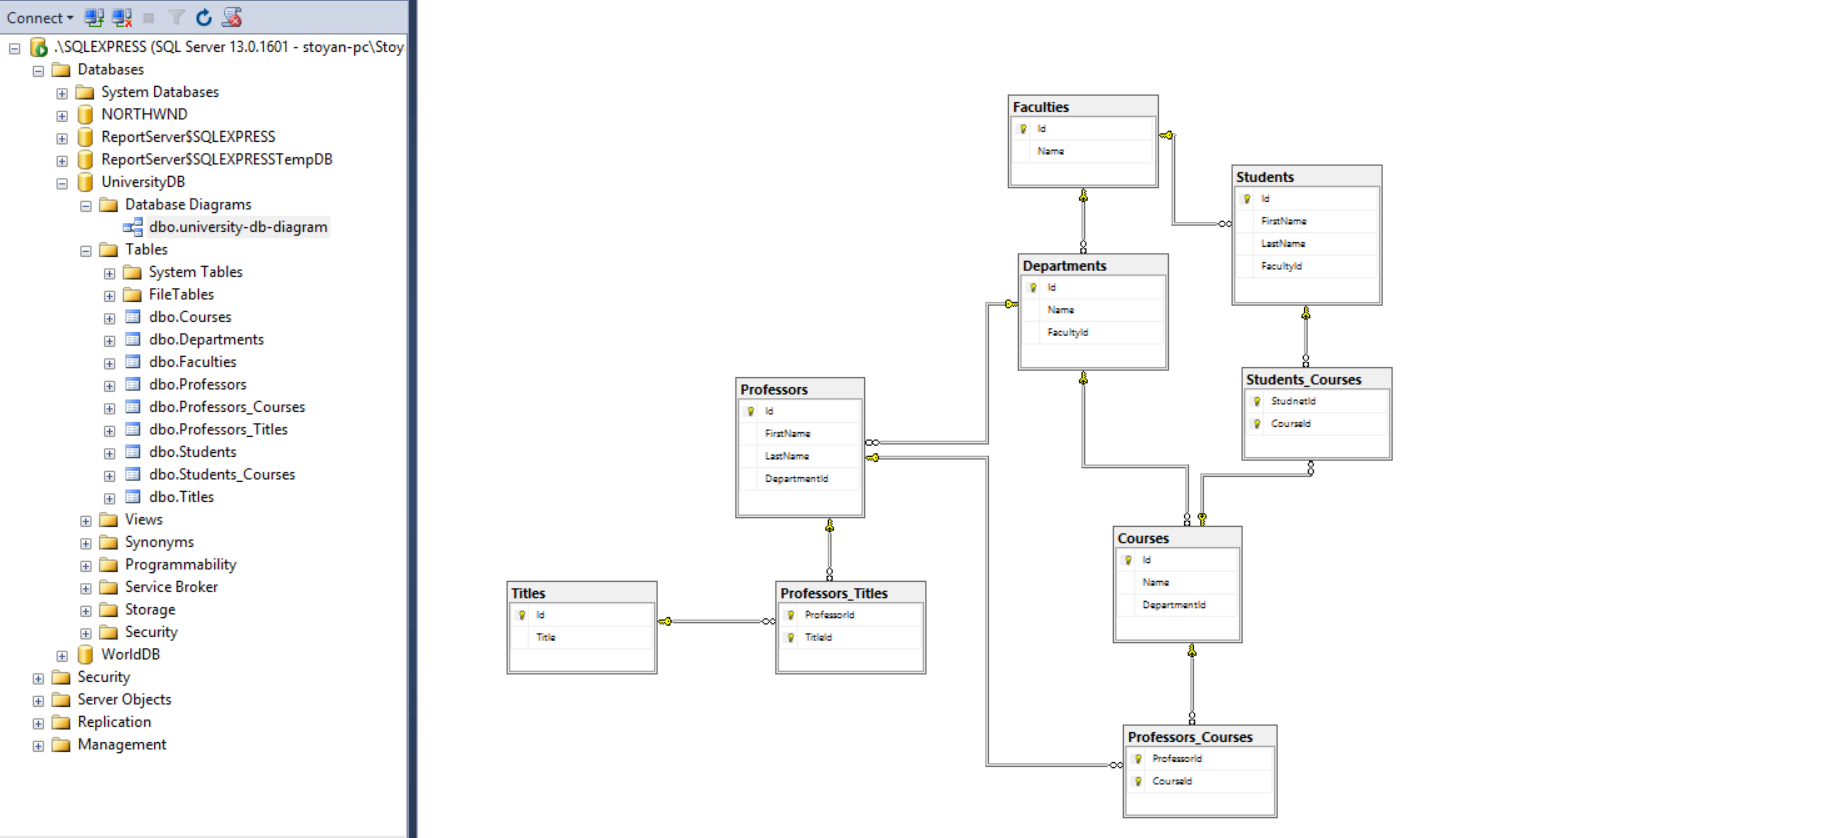 Connect
.\SQLEXPRESS (SQL Server 13.0.1601 - stoyan-pc\Stoy
Databases
System Databases
NORTHWND
ReportServer$SQLEXPRESS
ReportServer$SQLEXPRESSTempDB
UniversityDB
Database Diagrams
dbo.university-db-diagram
Tables
System Tables
FileTables
dbo.Courses
dbo.Departments
dbo.Faculties
dbo.Professors
dbo.Professors_Courses
dbo.Professors_Titles
dbo.Students
dbo.Students_Courses
dbo.Titles
Views
Synonyms
Programmability
Service Broker
Storage
Security
WorldDB
Security
Server Objects
Replication
Management
Faculties
Id
Name
Students
Id
FirstName
LastName
FacultyId
Departments
Id
Name
FacultyId
Students_Courses
StudnetId
CourseId
Professors
Id
FirstName
LastName
DepartmentId
Courses
Id
Name
DepartmentId
Titles
Id
Title
Professors_Titles
ProfessorId
TitleId
Professors_Courses
ProfessorId
CourseId